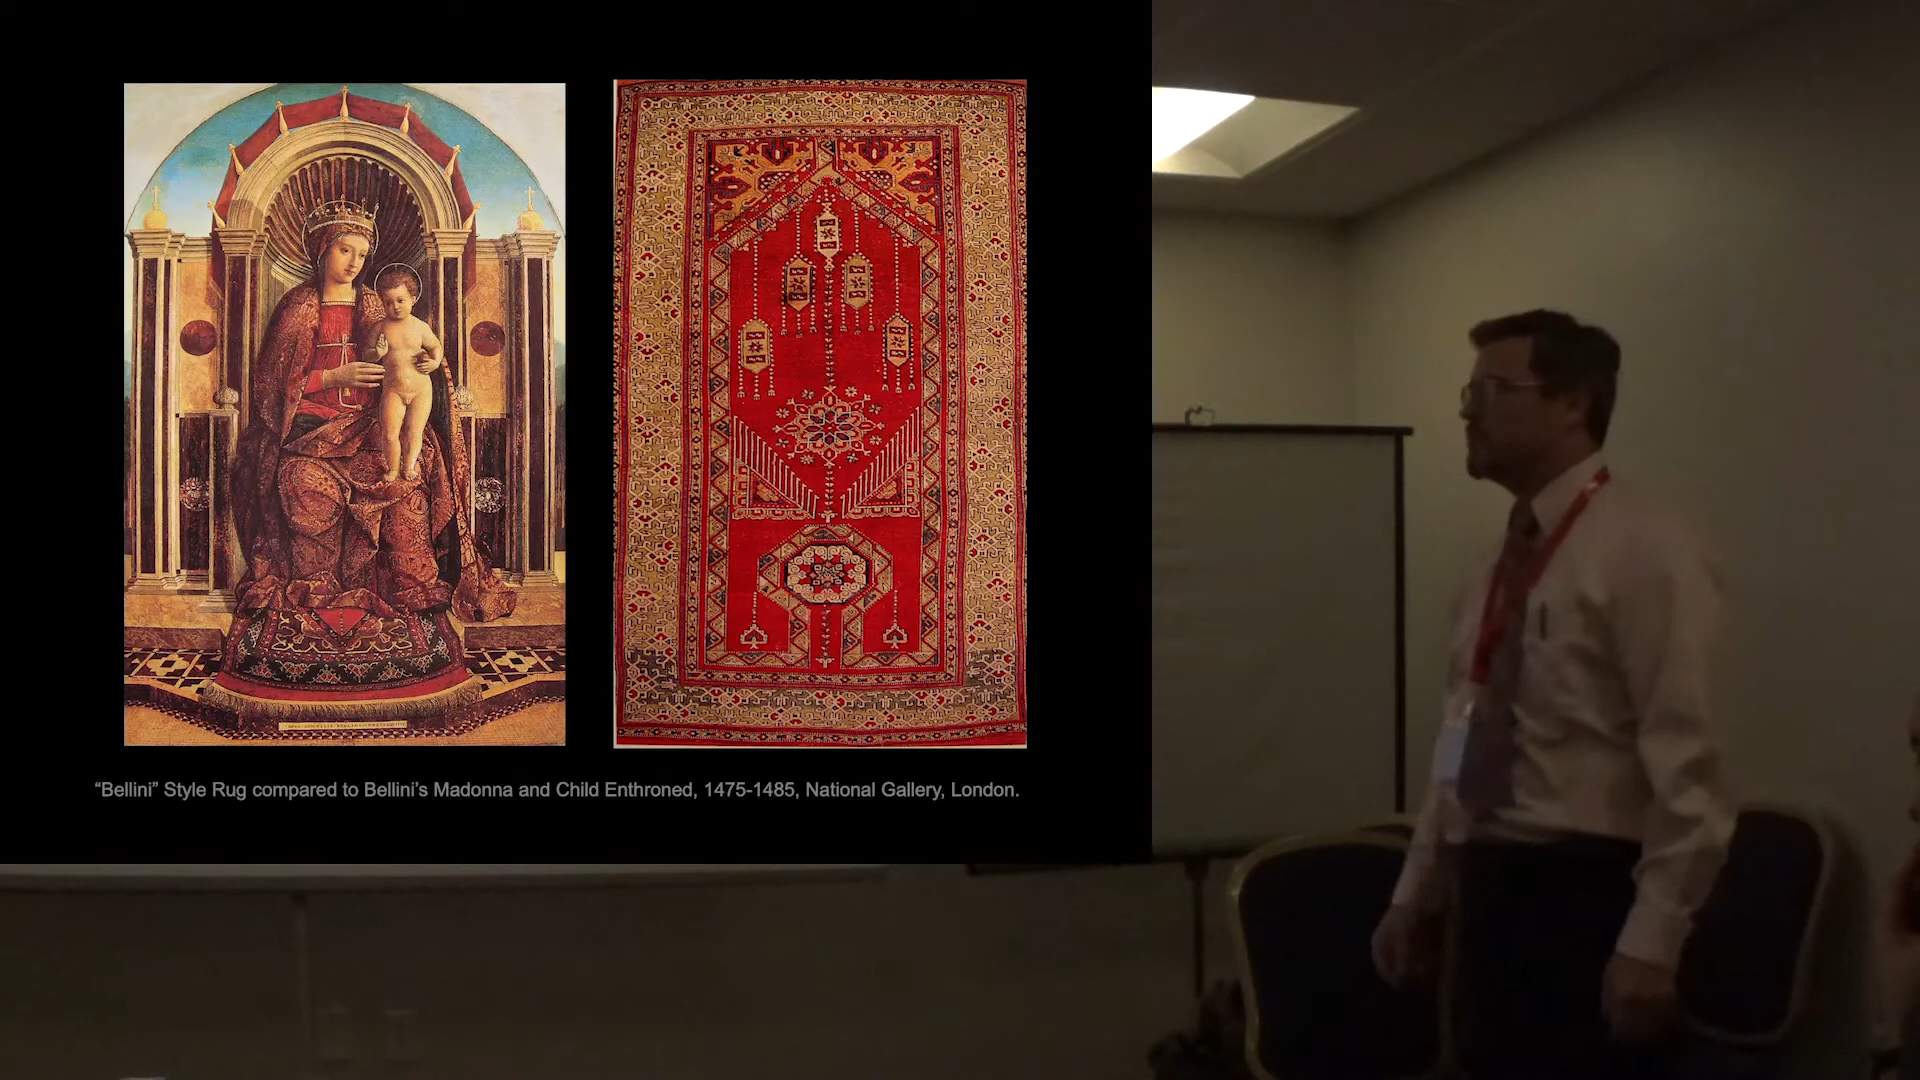 “Bellini” Style Rug compared to Bellini’s Madonna and Child Enthroned, 1475-1485, National Gallery, London.